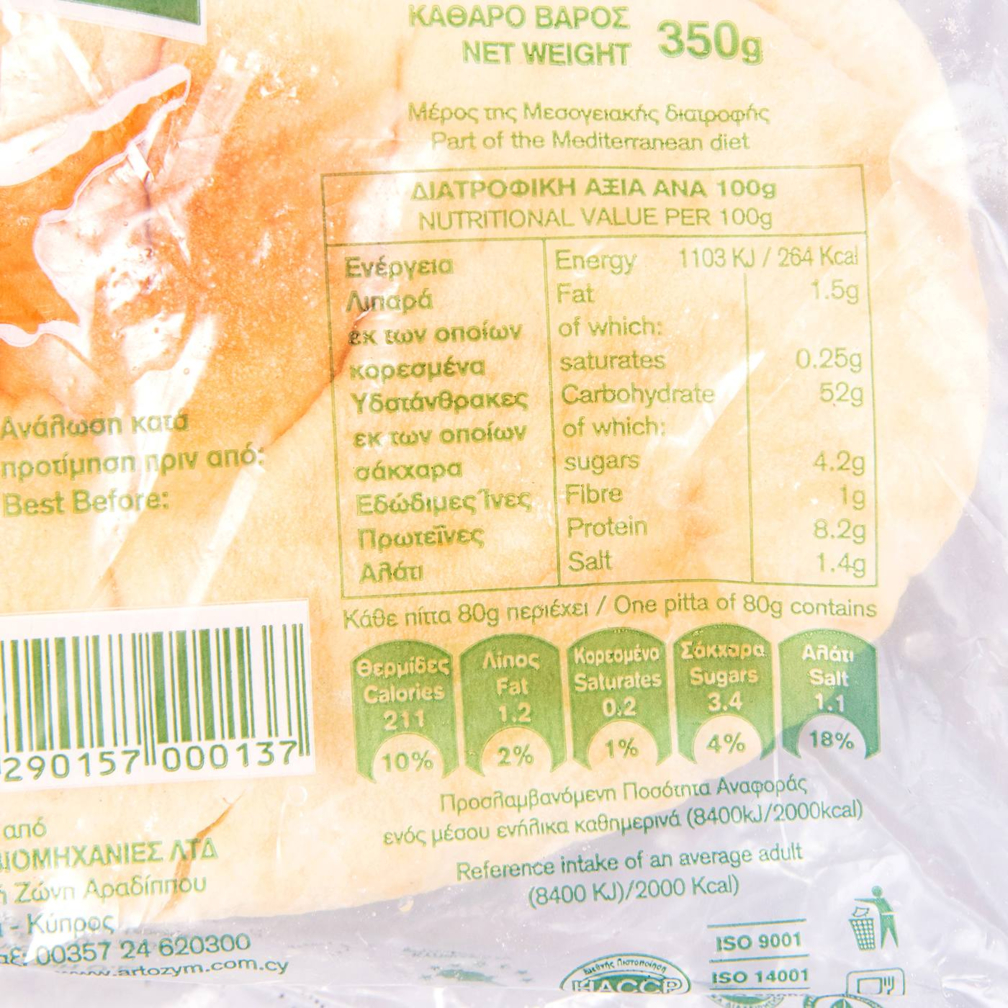 ΚΑΘΑΡΟ ΒΑΡΟΣ
NET WEIGHT 350g
Μέρος της Μεσογειακής διατροφής
Part of the Mediterranean diet
ΔΙΑΤΡΟΦΙΚΗ ΑΞΙΑ ΑΝΑ 100g
NUTRITIONAL VALUE PER 100g
Ενέργεια Energy 1103 KJ / 264 Kcal
Λιπαρά Fat 1.5g
εκ των οποίων of which:
κορεσμένα saturates 0.25g
Υδατάνθρακες Carbohydrate 52g
εκ των οποίων of which:
σάκχαρα sugars 4.2g
Εδώδιμες Ίνες Fibre 1g
Πρωτεΐνες Protein 8.2g
Αλάτι Salt 1.4g
Ανάλωση κατά
προτίμηση πριν από:
Best Before:
Κάθε πίττα 80g περιέχει / One pitta of 80g contains
Θερμίδες Λίπος Κορεσμένα Σάκχαρα Αλάτι
Calories Fat Saturates Sugars Salt
211 1.2 0.2 3.4 1.1
10% 2% 1% 4% 18%
290157 000137
Προσλαμβανόμενη Ποσότητα Αναφοράς
ενός μέσου ενήλικα καθημερινά (8400kJ/2000kcal)
Reference intake of an average adult
(8400 KJ)/2000 Kcal)
από
ΒΙΟΜΗΧΑΝΙΕΣ ΛΤΔ
Ζώνη Αραδίππου
- Κύπρος
00357 24 620300
www.artozym.com.cy
ISO 9001
ISO 14001
HACCP